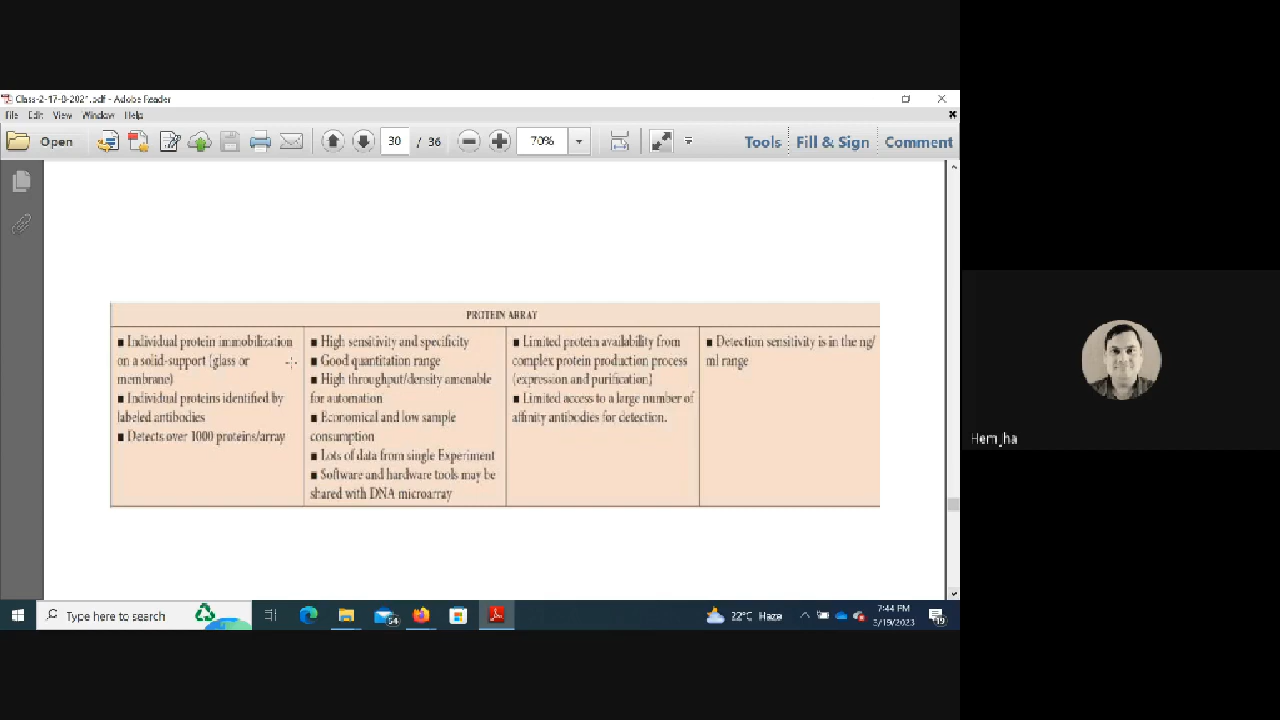 Class-2-17-8-2021.pdf - Adobe Reader
File Edit View Window Help
Open 30 / 36 70% Tools Fill & Sign Comment
PROTEIN ARRAY
■ Individual protein immobilization
on a solid-support (glass or
membrane)
■ Individual proteins identified by
labeled antibodies
■ Detects over 1000 proteins/array
■ High sensitivity and specificity
■ Good quantitation range
■ High throughput/density amenable
for automation
■ Economical and low sample
consumption
■ Lots of data from single Experiment
■ Software and hardware tools may be
shared with DNA microarray
■ Limited protein availability from
complex protein production process
(expression and purification)
■ Limited access to a large number of
affinity antibodies for detection.
■ Detection sensitivity is in the ng/
ml range
Hem jha
Type here to search
54
22°C Haze
7:44 PM
3/19/2023
19